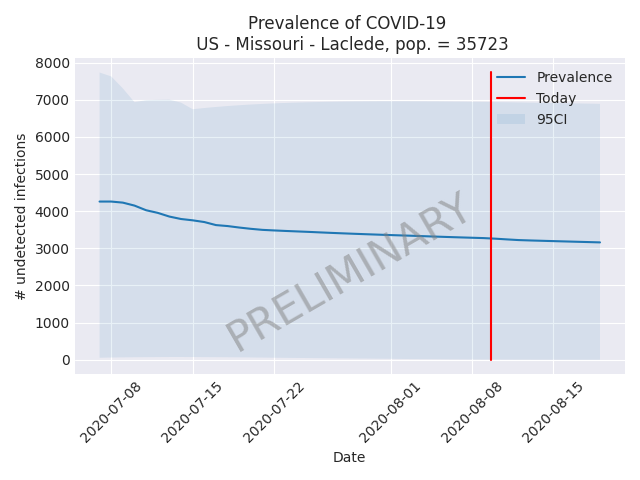 Prevalence of COVID-19
US - Missouri - Laclede, pop. = 35723
8000
7000
6000
5000
4000
3000
2000
1000
0
# undetected infections
Prevalence
Today
95CI
PRELIMINARY
2020-07-08
2020-07-15
2020-07-22
2020-08-01
2020-08-08
2020-08-15
Date